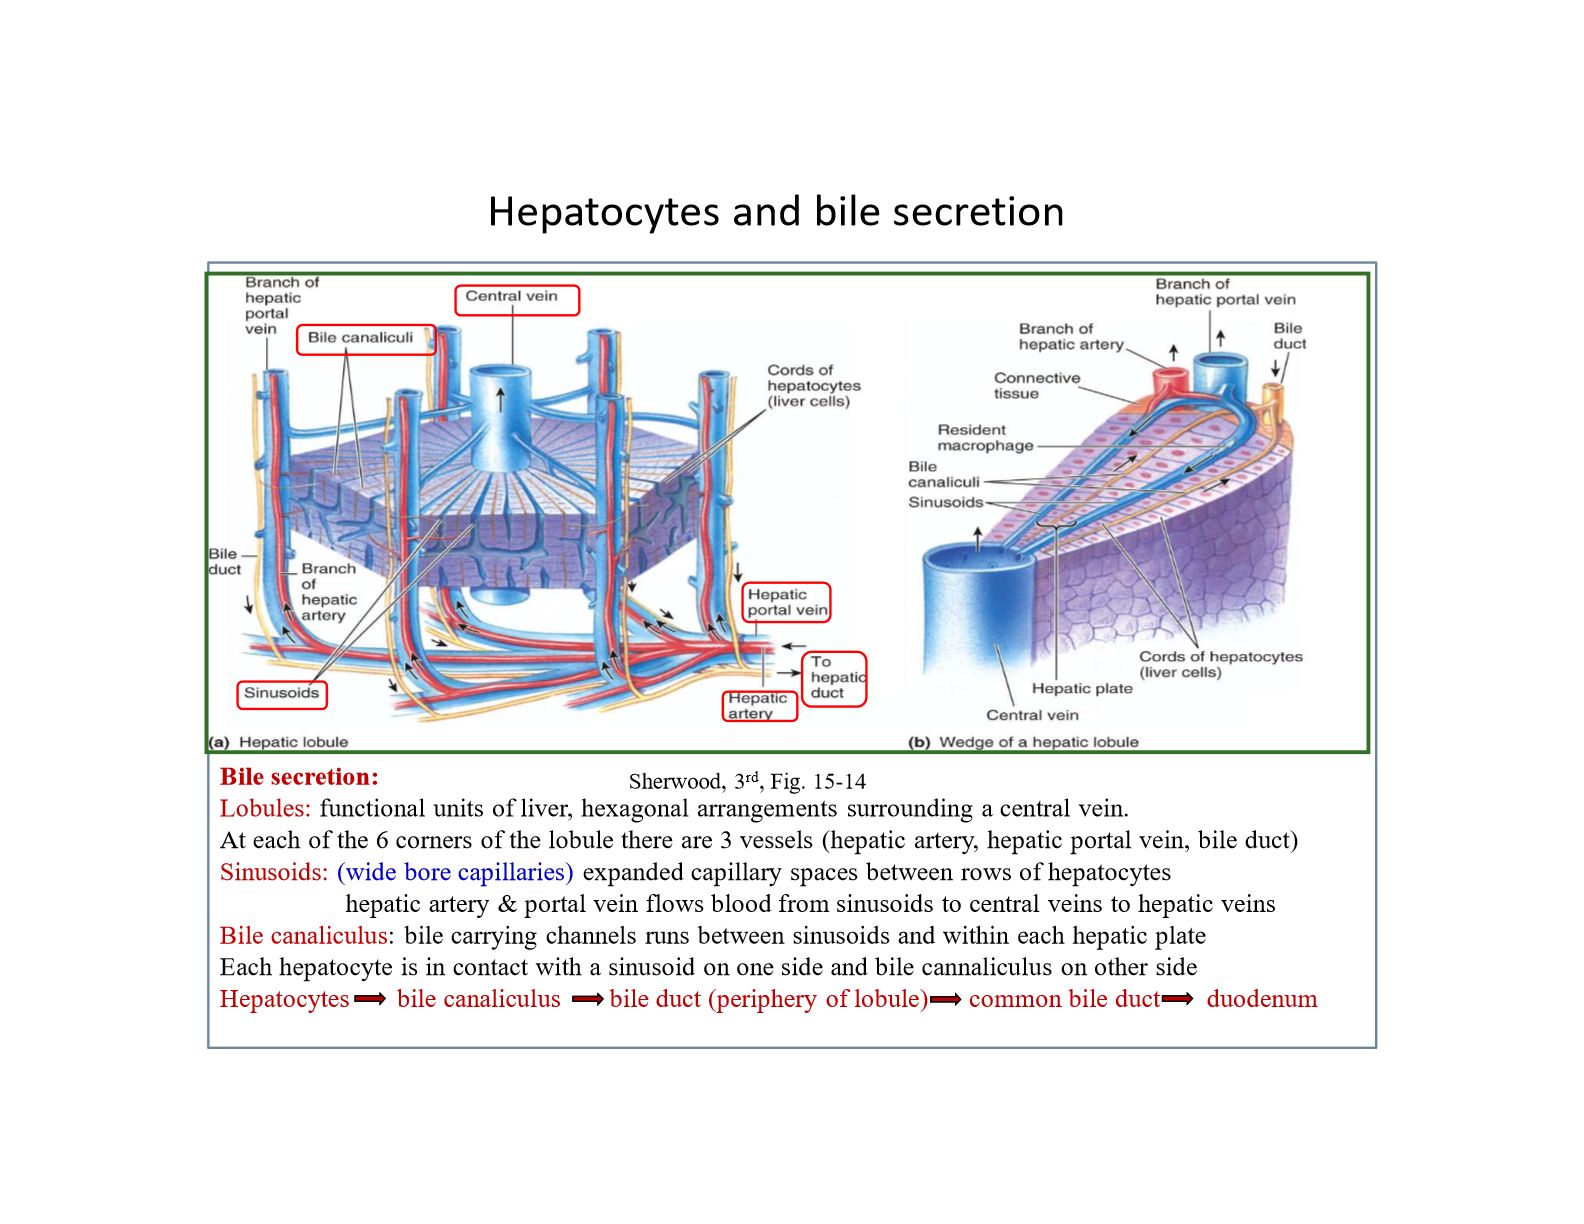 Hepatocytes and bile secretion
Branch of
hepatic
portal
vein
Bile canaliculi
Central vein
Cords of
hepatocytes
(liver cells)
Bile
duct
Branch
of
hepatic
artery
Sinusoids
Hepatic
portal vein
To
hepatic
duct
Hepatic
artery
(a) Hepatic lobule
Branch of
hepatic portal vein
Branch of
hepatic artery
Bile
duct
Connective
tissue
Resident
macrophage
Bile
canaliculi
Sinusoids
Cords of hepatocytes
(liver cells)
Hepatic plate
Central vein
(b) Wedge of a hepatic lobule
Bile secretion:
Sherwood, 3rd, Fig. 15-14
Lobules: functional units of liver, hexagonal arrangements surrounding a central vein.
At each of the 6 corners of the lobule there are 3 vessels (hepatic artery, hepatic portal vein, bile duct)
Sinusoids: (wide bore capillaries) expanded capillary spaces between rows of hepatocytes
hepatic artery & portal vein flows blood from sinusoids to central veins to hepatic veins
Bile canaliculus: bile carrying channels runs between sinusoids and within each hepatic plate
Each hepatocyte is in contact with a sinusoid on one side and bile cannaliculus on other side
Hepatocytes bile canaliculus bile duct (periphery of lobule) common bile duct duodenum